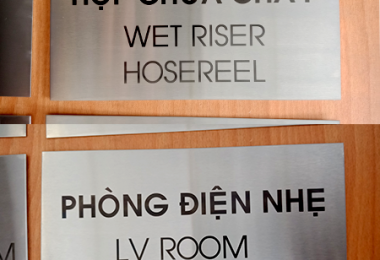 WET RISER
HOSEREEL
PHÒNG ĐIỆN NHẸ
LV ROOM